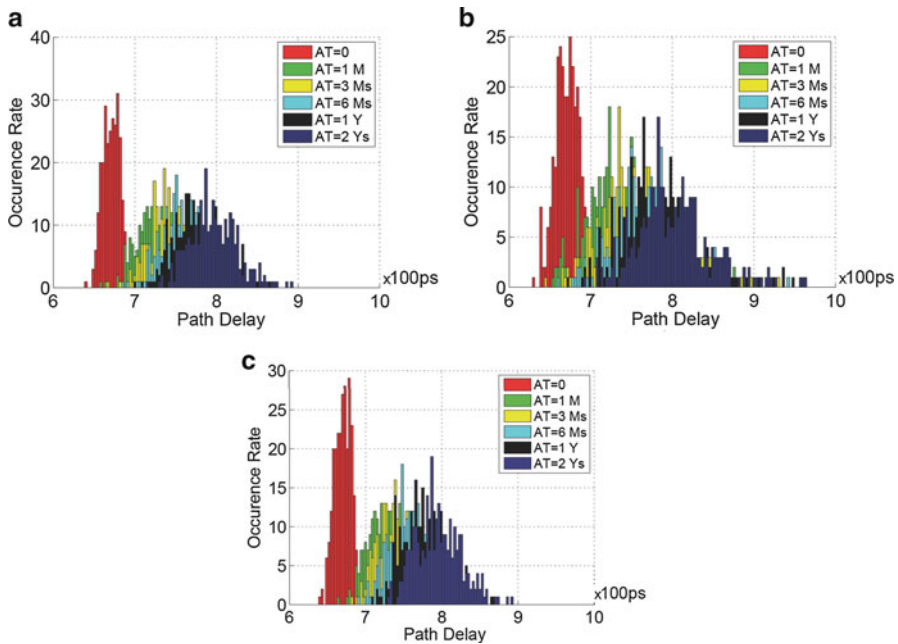 a
40
30
20
10
0
Occurence Rate
6
7
8
9
10
x100ps
Path Delay
AT=0
AT=1 M
AT=3 Ms
AT=6 Ms
AT=1 Y
AT=2 Ys
b
25
20
15
10
5
0
Occurence Rate
6
7
8
9
10
x100ps
Path Delay
AT=0
AT=1 M
AT=3 Ms
AT=6 Ms
AT=1 Y
AT=2 Ys
c
30
25
20
15
10
5
0
Occurence Rate
6
7
8
9
10
x100ps
Path Delay
AT=0
AT=1 M
AT=3 Ms
AT=6 Ms
AT=1 Y
AT=2 Ys